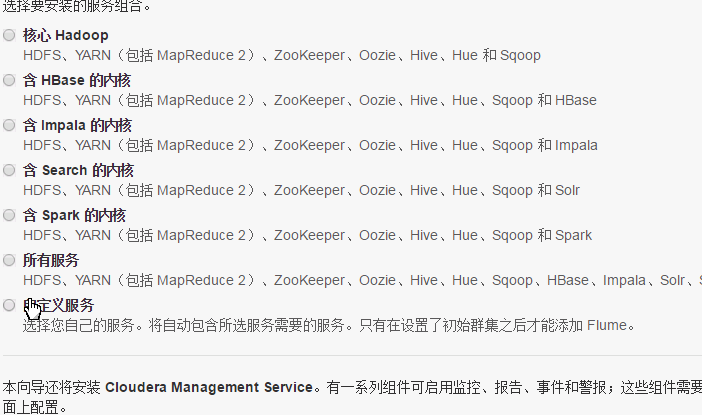 选择要安装的服务组合。
核心 Hadoop
HDFS、YARN（包括 MapReduce 2）、ZooKeeper、Oozie、Hive、Hue 和 Sqoop
含 HBase 的内核
HDFS、YARN（包括 MapReduce 2）、ZooKeeper、Oozie、Hive、Hue、Sqoop 和 HBase
含 Impala 的内核
HDFS、YARN（包括 MapReduce 2）、ZooKeeper、Oozie、Hive、Hue、Sqoop 和 Impala
含 Search 的内核
HDFS、YARN（包括 MapReduce 2）、ZooKeeper、Oozie、Hive、Hue、Sqoop 和 Solr
含 Spark 的内核
HDFS、YARN（包括 MapReduce 2）、ZooKeeper、Oozie、Hive、Hue、Sqoop 和 Spark
所有服务
HDFS、YARN（包括 MapReduce 2）、ZooKeeper、Oozie、Hive、Hue、Sqoop、HBase、Impala、Solr、
自定义服务
选择您自己的服务。将自动包含所选服务需要的服务。只有在设置了初始群集之后才能添加 Flume。
本向导还将安装 Cloudera Management Service。有一系列组件可启用监控、报告、事件和警报；这些组件需要
面上配置。